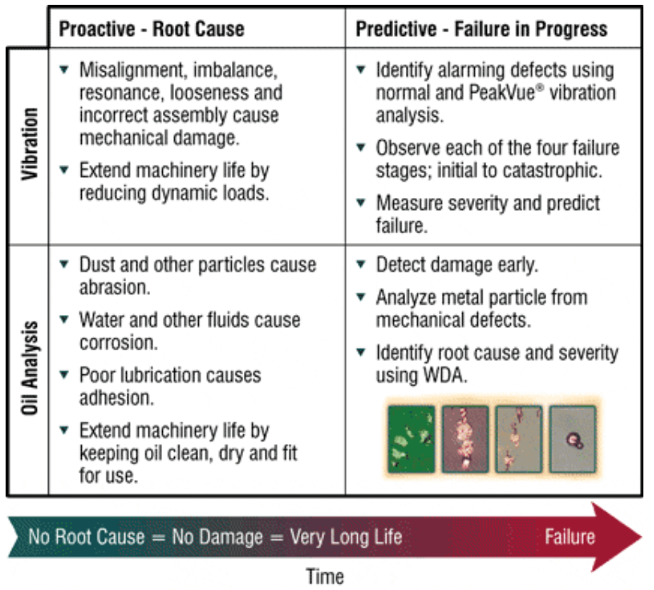 Proactive - Root Cause
Predictive - Failure in Progress
Vibration
Misalignment, imbalance,
resonance, looseness and
incorrect assembly cause
mechanical damage.
Extend machinery life by
reducing dynamic loads.
Identify alarming defects using
normal and PeakVue® vibration
analysis.
Observe each of the four failure
stages; initial to catastrophic.
Measure severity and predict
failure.
Oil Analysis
Dust and other particles cause
abrasion.
Water and other fluids cause
corrosion.
Poor lubrication causes
adhesion.
Extend machinery life by
keeping oil clean, dry and fit
for use.
Detect damage early.
Analyze metal particle from
mechanical defects.
Identify root cause and severity
using WDA.
No Root Cause = No Damage = Very Long Life
Failure
Time